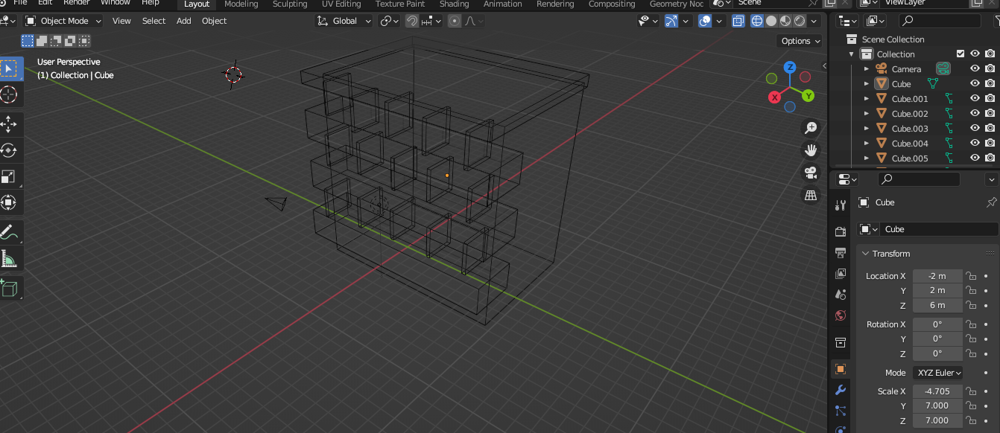 File Edit Render Window Help Layout Modeling Sculpting UV Editing Texture Paint Shading Animation Rendering Compositing Geometry Noc Scene ViewLayer
Object Mode View Select Add Object Global
Options
User Perspective
(1) Collection | Cube
Z
X
Y
Scene Collection
Collection
Camera
Cube
Cube.001
Cube.002
Cube.003
Cube.004
Cube.005
Cube
Cube
Transform
Location X -2 m
Y 2 m
Z 6 m
Rotation X 0°
Y 0°
Z 0°
Mode XYZ Euler
Scale X -4.705
Y 7.000
Z 7.000